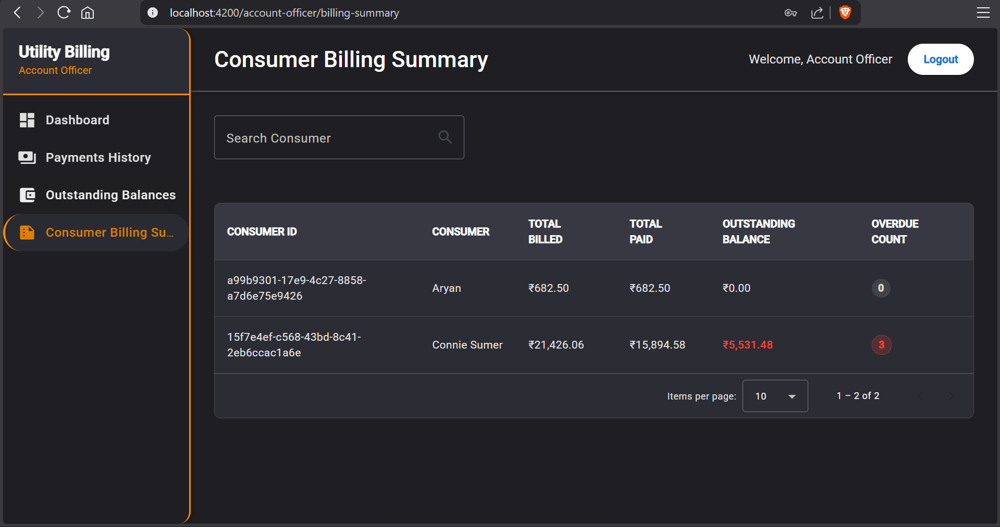 localhost:4200/account-officer/billing-summary
Utility Billing
Account Officer
Consumer Billing Summary
Welcome, Account Officer
Logout
Dashboard
Payments History
Outstanding Balances
Consumer Billing Su...
Search Consumer
CONSUMER ID
CONSUMER
TOTAL
BILLED
TOTAL
PAID
OUTSTANDING
BALANCE
OVERDUE
COUNT
a99b9301-17e9-4c27-8858-
a7d6e75e9426
Aryan
₹682.50
₹682.50
₹0.00
0
15f7e4ef-c568-43bd-8c41-
2eb6ccac1a6e
Connie Sumer
₹21,426.06
₹15,894.58
₹5,531.48
3
Items per page:
10
1 – 2 of 2